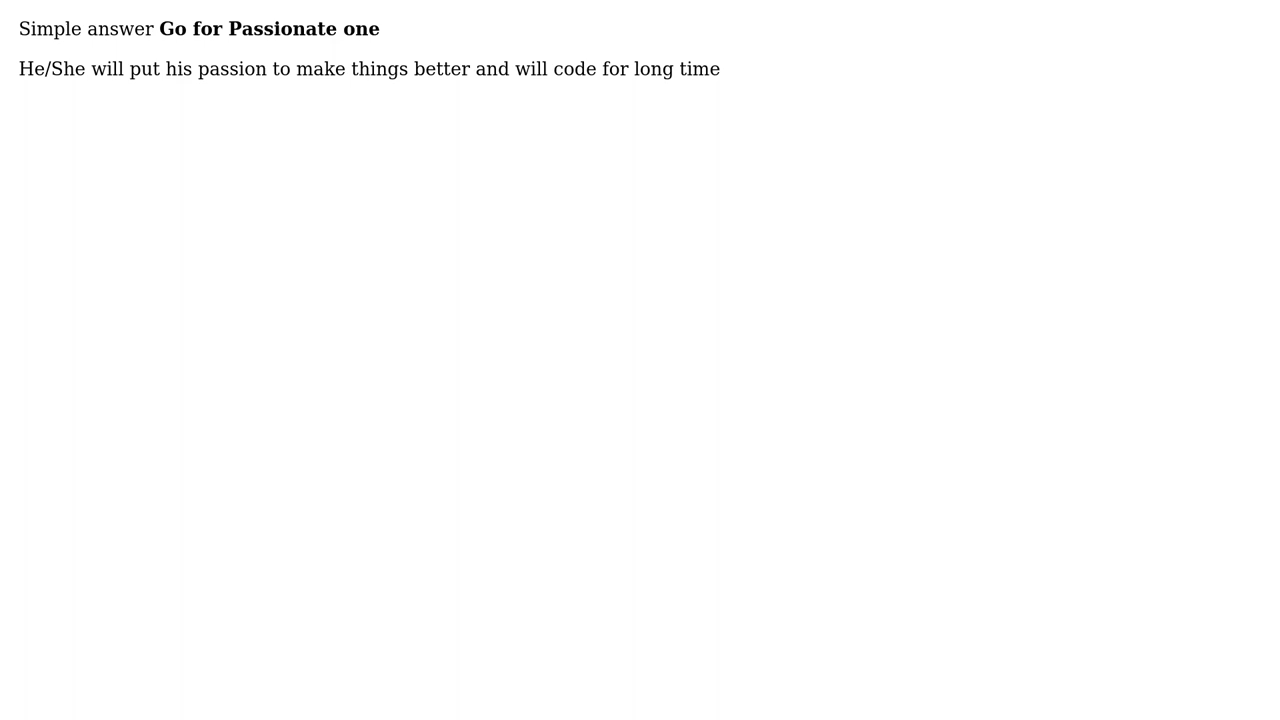 Simple answer Go for Passionate one
He/She will put his passion to make things better and will code for long time